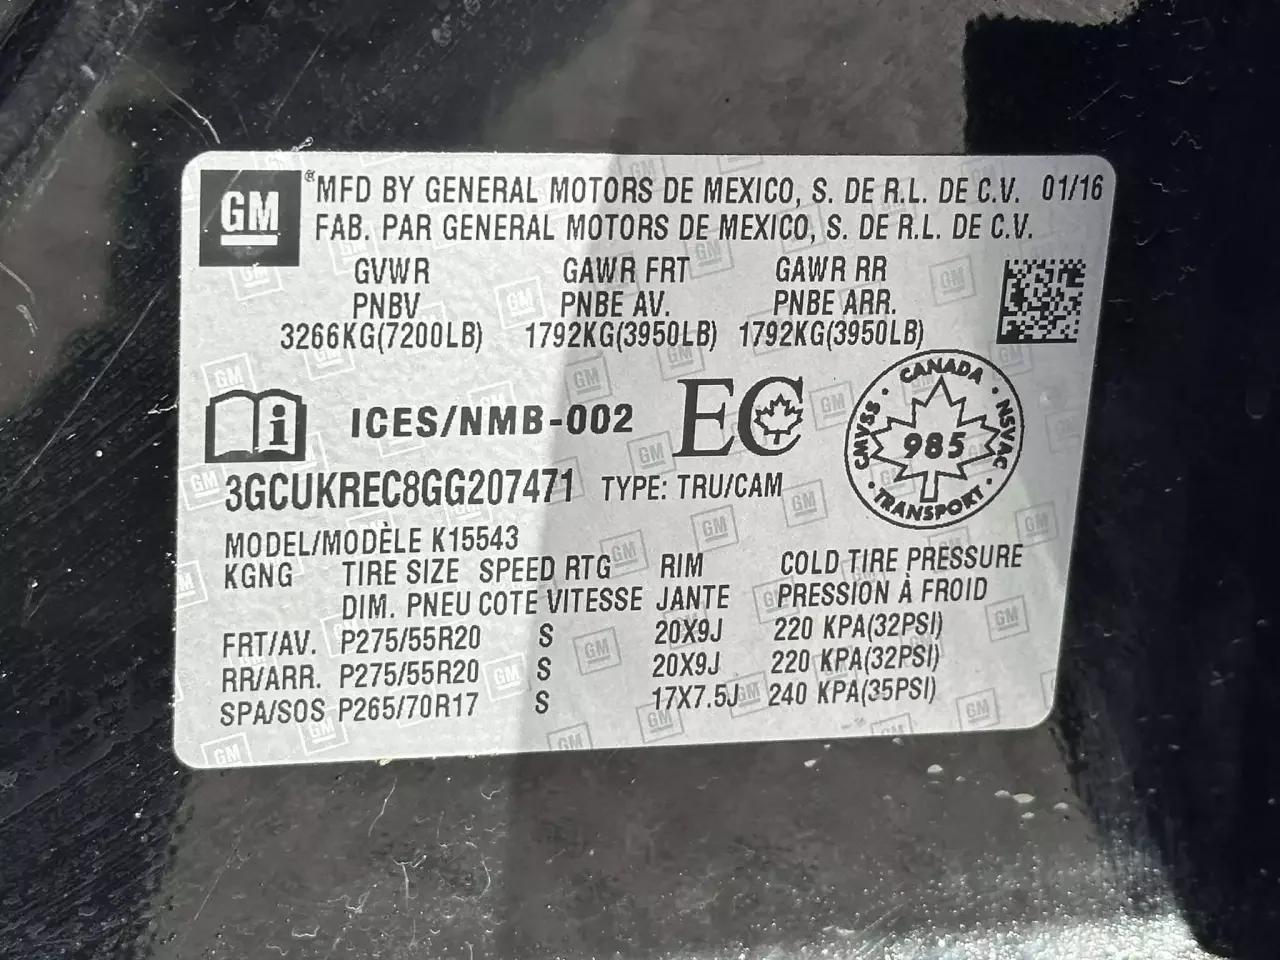 GM ® MFD BY GENERAL MOTORS DE MEXICO, S. DE R.L. DE C.V. 01/16
FAB. PAR GENERAL MOTORS DE MEXICO, S. DE R.L. DE C.V.
GVWR GAWR FRT GAWR RR
PNBV PNBE AV. PNBE ARR.
3266KG(7200LB) 1792KG(3950LB) 1792KG(3950LB)
i ICES/NMB-002 EC
CANADA
CMVSS 985 NSVAC
TRANSPORT
3GCUKREC8GG207471 TYPE: TRU/CAM
MODEL/MODÈLE K15543
KGNG TIRE SIZE SPEED RTG RIM COLD TIRE PRESSURE
DIM. PNEU COTE VITESSE JANTE PRESSION À FROID
FRT/AV. P275/55R20 S 20X9J 220 KPA(32PSI)
RR/ARR. P275/55R20 S 20X9J 220 KPA(32PSI)
SPA/SOS P265/70R17 S 17X7.5J 240 KPA(35PSI)